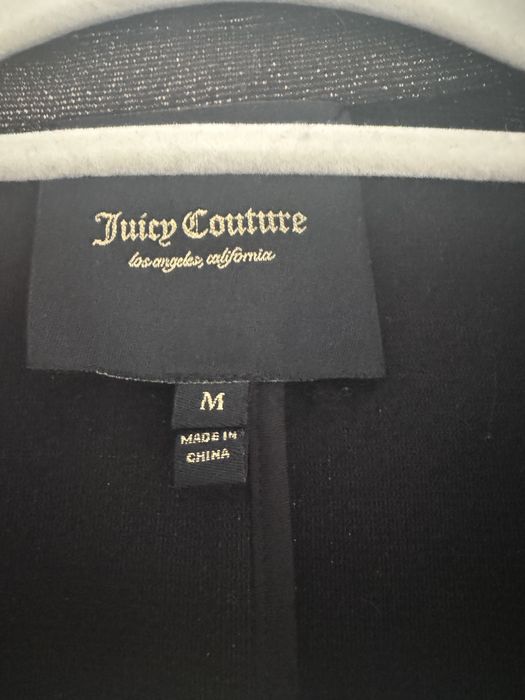 Juicy Couture
los angeles, california
M
MADE IN
CHINA